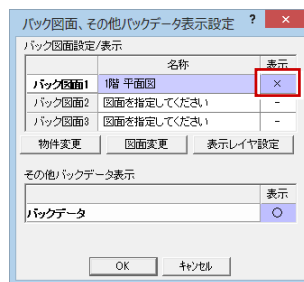 バック図面、その他バックデータ表示設定 ? ×
バック図面設定/表示
名称 表示
バック図面1 1階 平面図 ×
バック図面2 図面を指定してください -
バック図面3 図面を指定してください -
物件変更 図面変更 表示レイヤ設定
その他バックデータ表示
表示
バックデータ ○
OK キャンセル